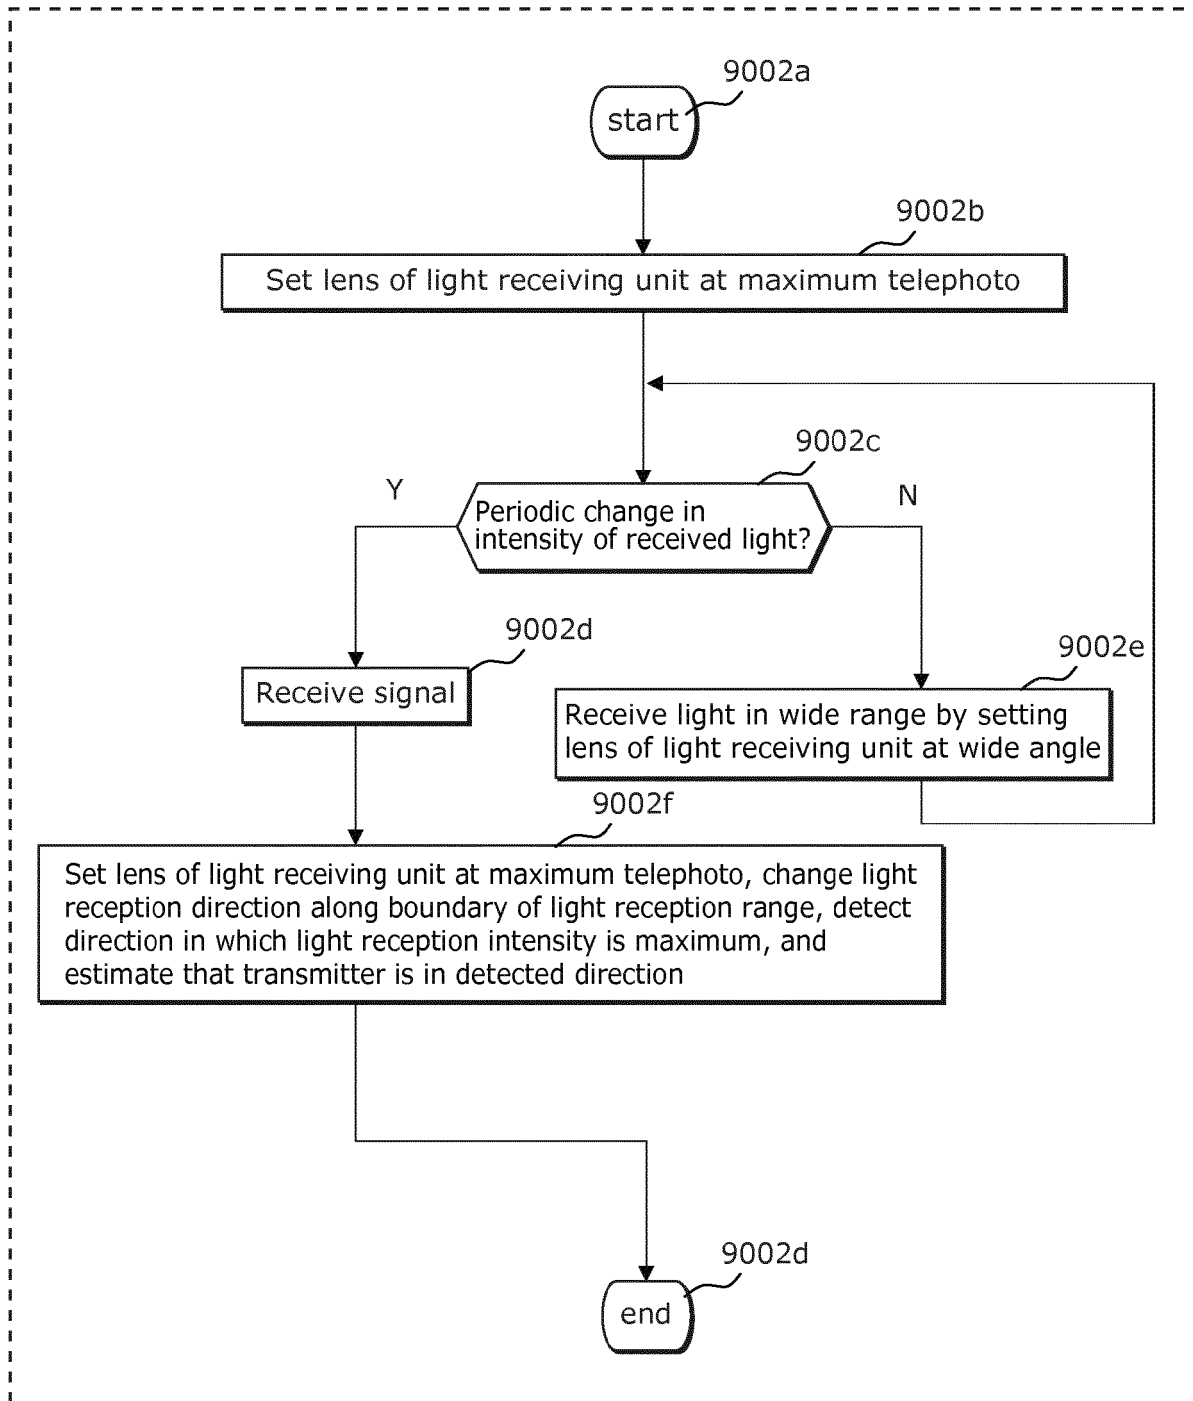 9002a
start
9002b
Set lens of light receiving unit at maximum telephoto
9002c
Y
N
Periodic change in
intensity of received light?
9002d
Receive signal
9002e
Receive light in wide range by setting
lens of light receiving unit at wide angle
9002f
Set lens of light receiving unit at maximum telephoto, change light
reception direction along boundary of light reception range, detect
direction in which light reception intensity is maximum, and
estimate that transmitter is in detected direction
9002d
end